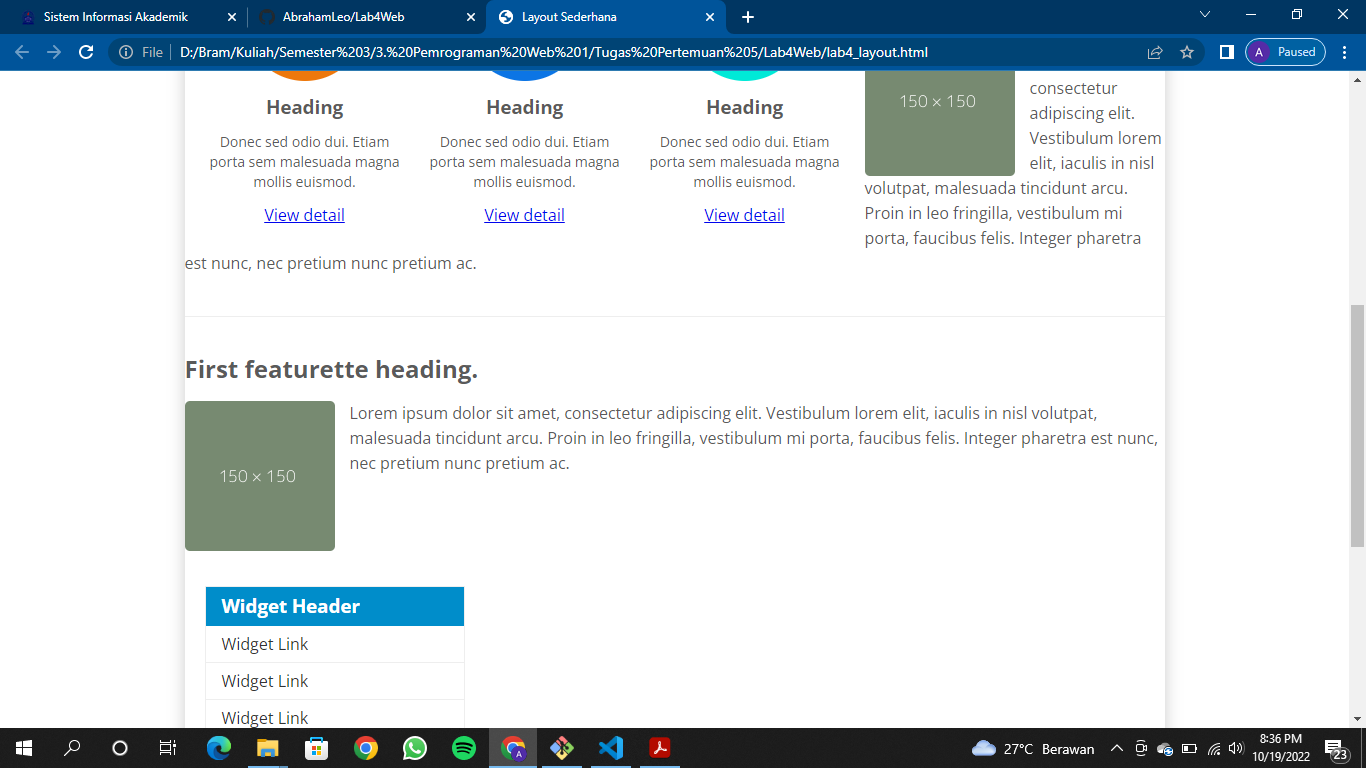 Sistem Informasi Akademik
AbrahamLeo/Lab4Web
Layout Sederhana
File
D:/Bram/Kuliah/Semester%203/3.%20Pemrograman%20Web%201/Tugas%20Pertemuan%205/Lab4Web/lab4_layout.html
A
Paused
Heading
Donec sed odio dui. Etiam
porta sem malesuada magna
mollis euismod.
View detail
Heading
Donec sed odio dui. Etiam
porta sem malesuada magna
mollis euismod.
View detail
Heading
Donec sed odio dui. Etiam
porta sem malesuada magna
mollis euismod.
View detail
150 × 150
consectetur
adipiscing elit.
Vestibulum lorem
elit, iaculis in nisl
volutpat, malesuada tincidunt arcu.
Proin in leo fringilla, vestibulum mi
porta, faucibus felis. Integer pharetra
est nunc, nec pretium nunc pretium ac.
First featurette heading.
150 × 150
Lorem ipsum dolor sit amet, consectetur adipiscing elit. Vestibulum lorem elit, iaculis in nisl volutpat,
malesuada tincidunt arcu. Proin in leo fringilla, vestibulum mi porta, faucibus felis. Integer pharetra est nunc,
nec pretium nunc pretium ac.
Widget Header
Widget Link
Widget Link
Widget Link
A
27°C Berawan
8:36 PM
10/19/2022
23